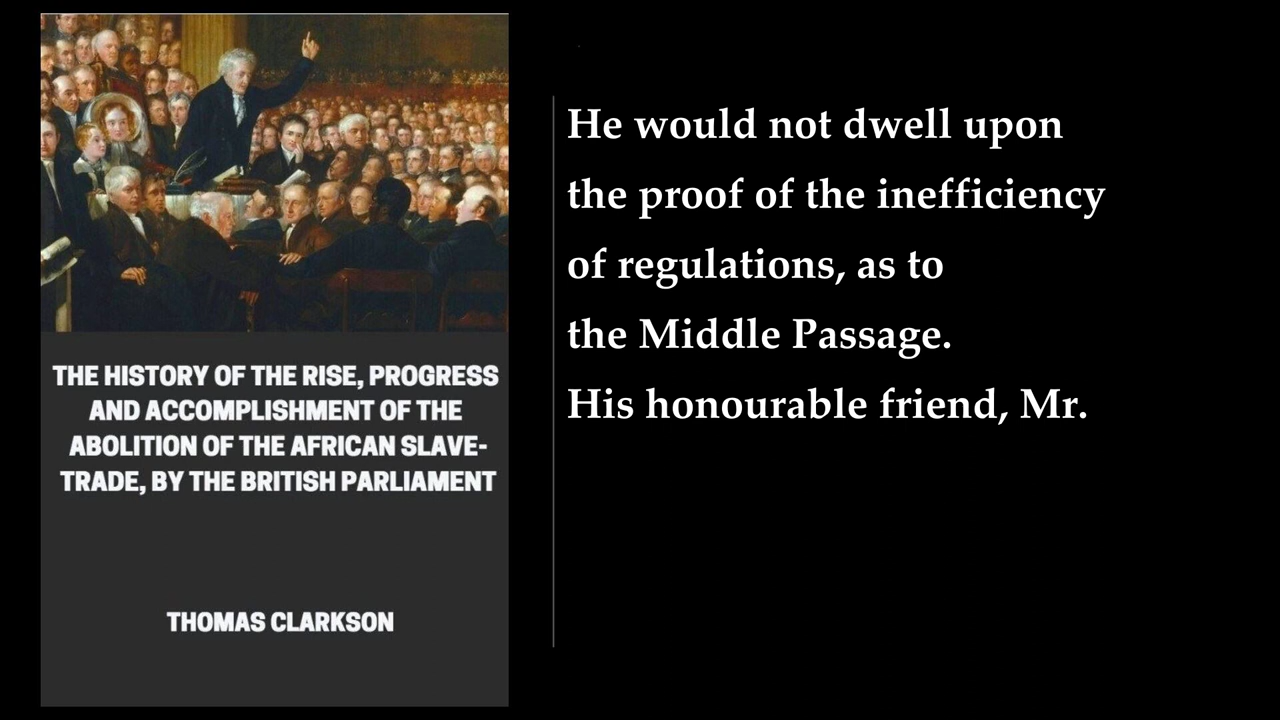 THE HISTORY OF THE RISE, PROGRESS
AND ACCOMPLISHMENT OF THE
ABOLITION OF THE AFRICAN SLAVE-
TRADE, BY THE BRITISH PARLIAMENT
THOMAS CLARKSON
He would not dwell upon
the proof of the inefficiency
of regulations, as to
the Middle Passage.
His honourable friend, Mr.